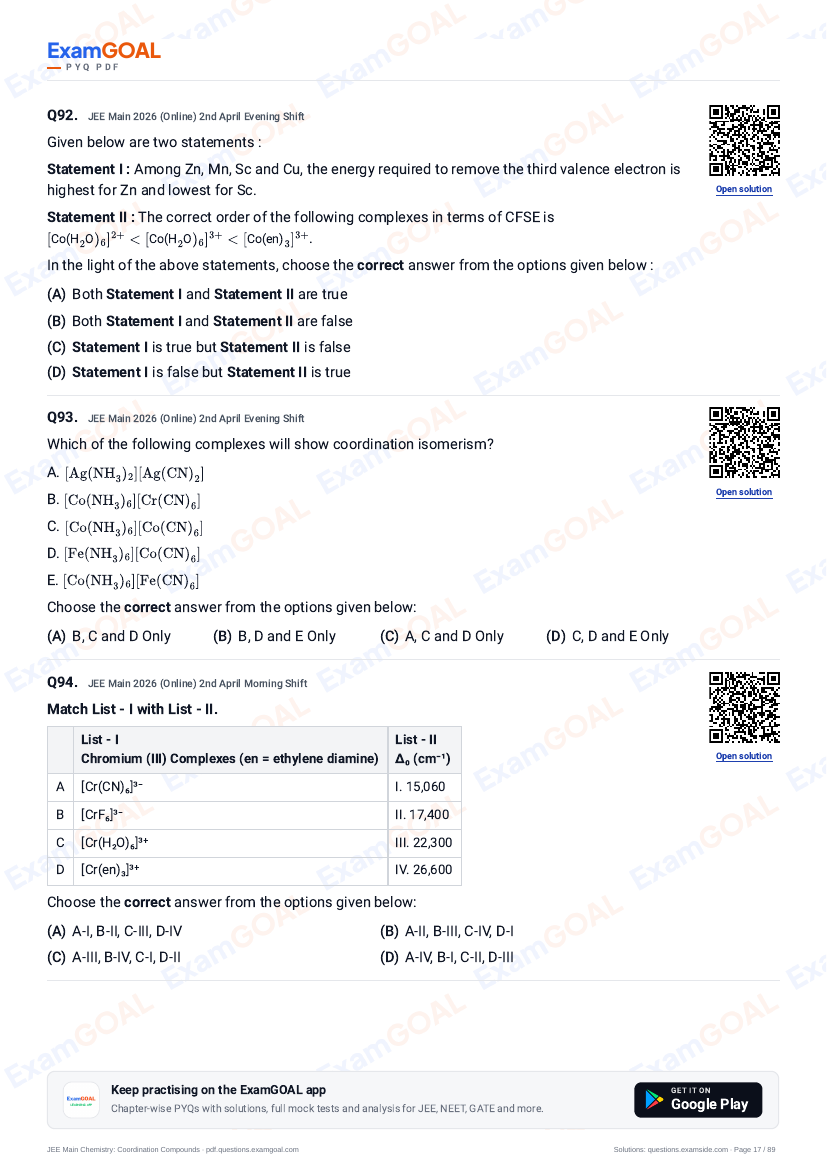 ExamGOAL
PYQ PDF
Q92. JEE Main 2026 (Online) 2nd April Evening Shift
Given below are two statements :
Open solution
Statement I : Among Zn, Mn, Sc and Cu, the energy required to remove the third valence electron is
highest for Zn and lowest for Sc.
Statement II : The correct order of the following complexes in terms of CFSE is
[Co(H₂O)₆]²⁺ < [Co(H₂O)₆]³⁺ < [Co(en)₃]³⁺.
In the light of the above statements, choose the correct answer from the options given below :
(A) Both Statement I and Statement II are true
(B) Both Statement I and Statement II are false
(C) Statement I is true but Statement II is false
(D) Statement I is false but Statement II is true
Q93. JEE Main 2026 (Online) 2nd April Evening Shift
Which of the following complexes will show coordination isomerism?
Open solution
A. [Ag(NH₃)₂][Ag(CN)₂]
B. [Co(NH₃)₆][Cr(CN)₆]
C. [Co(NH₃)₆][Co(CN)₆]
D. [Fe(NH₃)₆][Co(CN)₆]
E. [Co(NH₃)₆][Fe(CN)₆]
Choose the correct answer from the options given below:
(A) B, C and D Only (B) B, D and E Only (C) A, C and D Only (D) C, D and E Only
Q94. JEE Main 2026 (Online) 2nd April Morning Shift
Match List - I with List - II.
Open solution
List - I List - II
Chromium (III) Complexes (en = ethylene diamine) Δ₀ (cm⁻¹)
A [Cr(CN)₆]³⁻ I. 15,060
B [CrF₆]³⁻ II. 17,400
C [Cr(H₂O)₆]³⁺ III. 22,300
D [Cr(en)₃]³⁺ IV. 26,600
Choose the correct answer from the options given below:
(A) A-I, B-II, C-III, D-IV (B) A-II, B-III, C-IV, D-I
(C) A-III, B-IV, C-I, D-II (D) A-IV, B-I, C-II, D-III
Keep practising on the ExamGOAL app
Chapter-wise PYQs with solutions, full mock tests and analysis for JEE, NEET, GATE and more.
GET IT ON
Google Play
JEE Main Chemistry: Coordination Compounds · pdf.questions.examgoal.com Solutions: questions.examside.com · Page 17 / 89